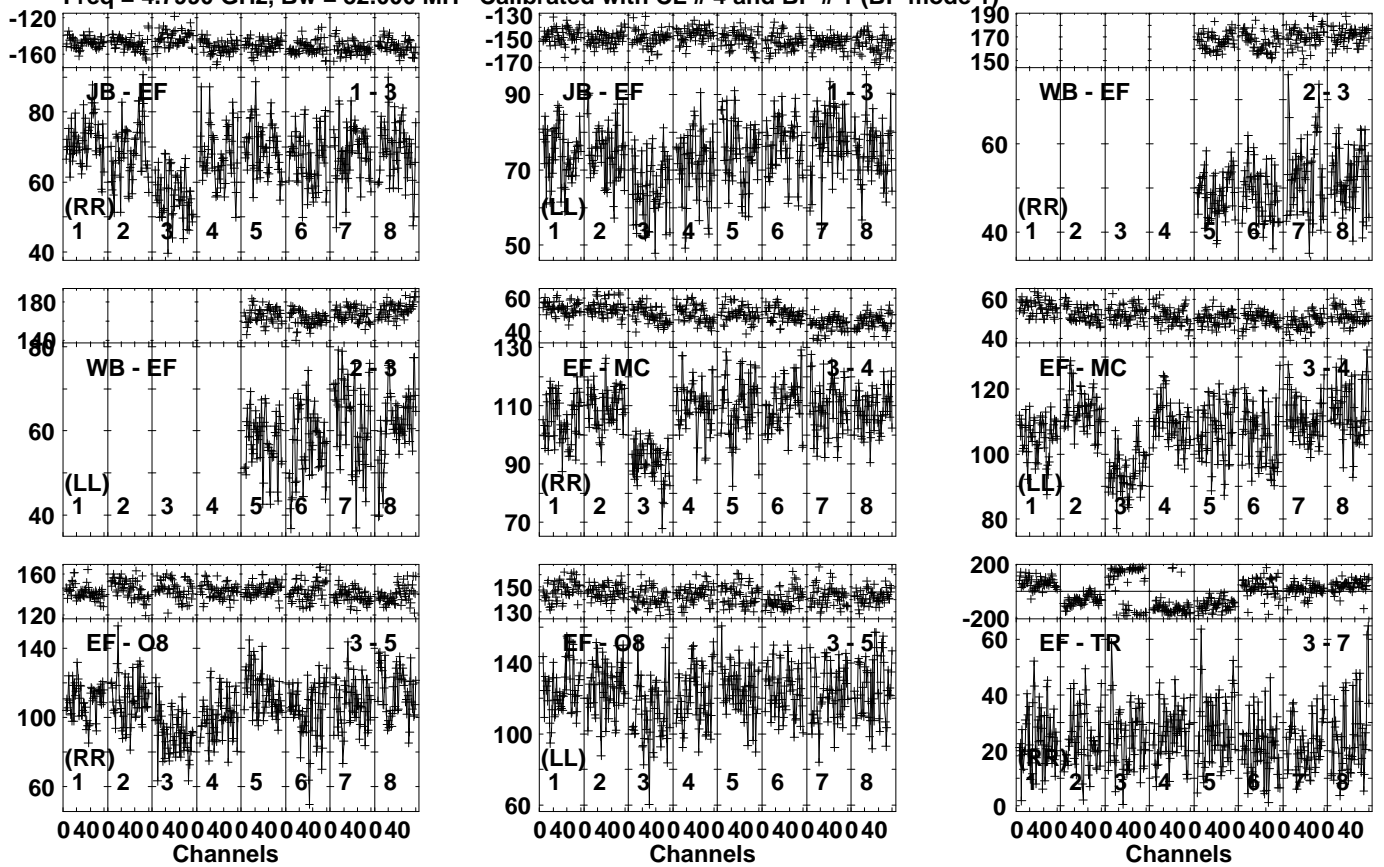 -120
-160
JB - EF 1 - 3
80
60
(RR)
1 2 3 4 5 6 7 8
40
-130
-150
-170
90
JB - EF 1 - 3
70
(LL)
1 2 3 4 5 6 7 8
50
190
170
150
WB - EF 2 - 3
60
(RR)
1 2 3 4 5 6 7 8
40
180
140
80
WB - EF 2 - 3
60
(LL)
1 2 3 4 5 6 7 8
40
60
40
130
EF - MC 3 - 4
110
90
(RR)
1 2 3 4 5 6 7 8
70
60
40
EF - MC 3 - 4
120
100
(LL)
1 2 3 4 5 6 7 8
80
160
120
EF - O8 3 - 5
140
100
(RR)
1 2 3 4 5 6 7 8
60
0 40 0 40 0 40 0 40 0 40 0 40 0 40 0 40
Channels
150
130
EF - O8 3 - 5
140
100
(LL)
1 2 3 4 5 6 7 8
60
0 40 0 40 0 40 0 40 0 40 0 40 0 40 0 40
Channels
200
-200
60
EF - TR 3 - 7
40
20
(RR)
1 2 3 4 5 6 7 8
0
0 40 0 40 0 40 0 40 0 40 0 40 0 40 0 40
Channels